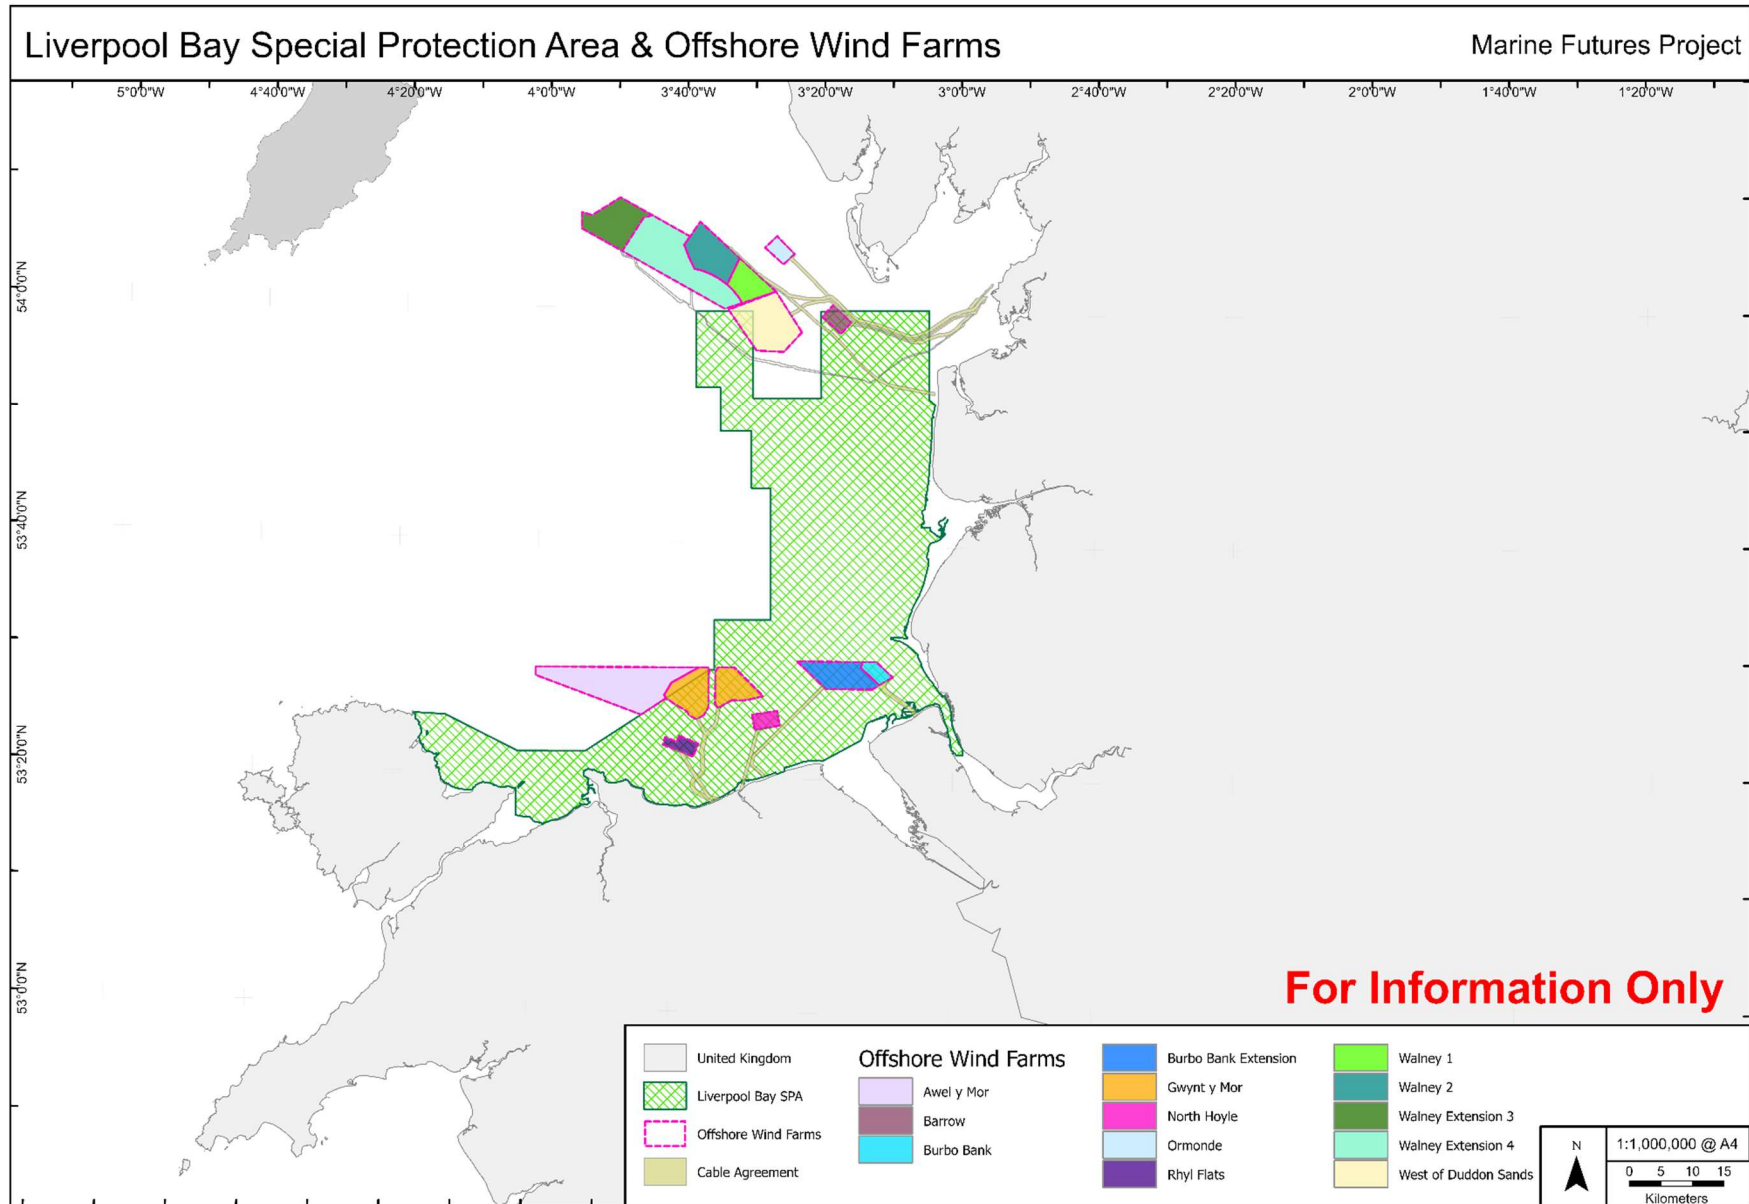 Liverpool Bay Special Protection Area & Offshore Wind Farms
Marine Futures Project
5°0'0"W
4°40'0"W
4°20'0"W
4°0'0"W
3°40'0"W
3°20'0"W
3°0'0"W
2°40'0"W
2°20'0"W
2°0'0"W
1°40'0"W
1°20'0"W
54°0'0"N
53°40'0"N
53°20'0"N
53°0'0"N
For Information Only
United Kingdom
Liverpool Bay SPA
Offshore Wind Farms
Cable Agreement
Offshore Wind Farms
Awel y Mor
Barrow
Burbo Bank
Burbo Bank Extension
Gwynt y Mor
North Hoyle
Ormonde
Rhyl Flats
Walney 1
Walney 2
Walney Extension 3
Walney Extension 4
West of Duddon Sands
N
1:1,000,000 @ A4
0 5 10 15
Kilometers